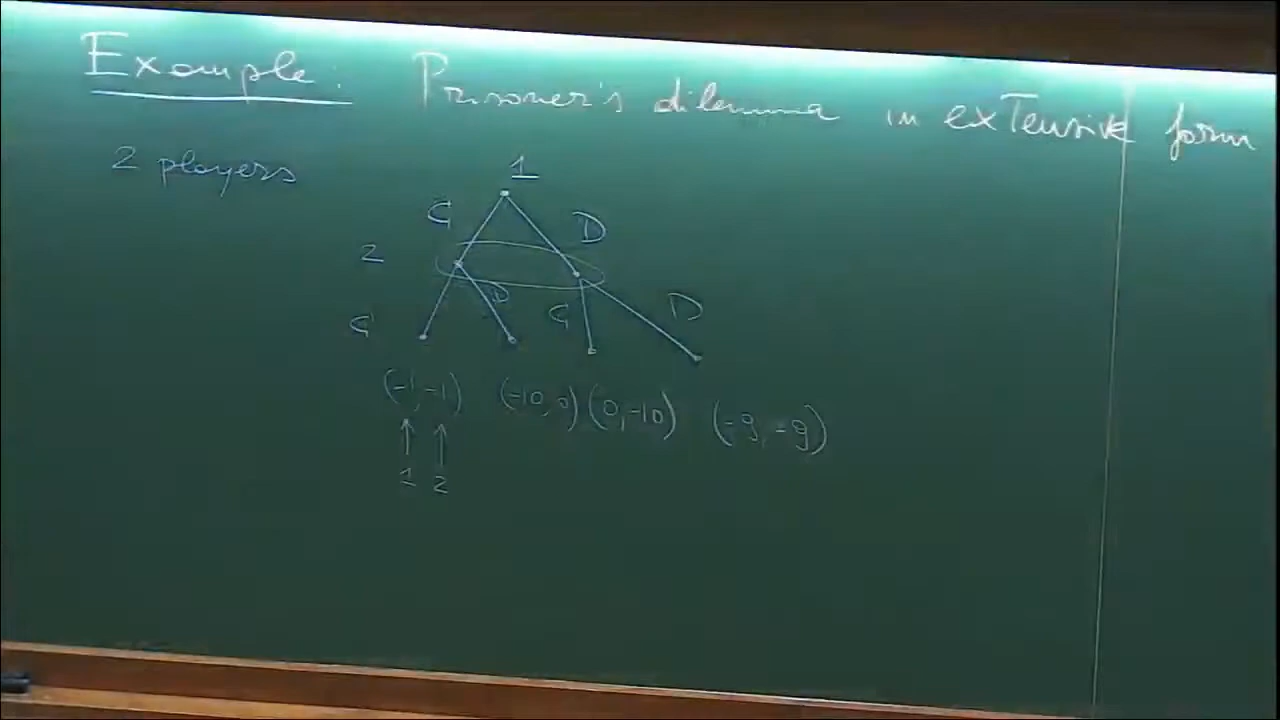 Example: Prisoner's dilemma in extensive form
2 players
1
C D
2
C D C D
(-1, -1) (-10, 0) (0, -10) (-9, -9)
↑ ↑
1 2